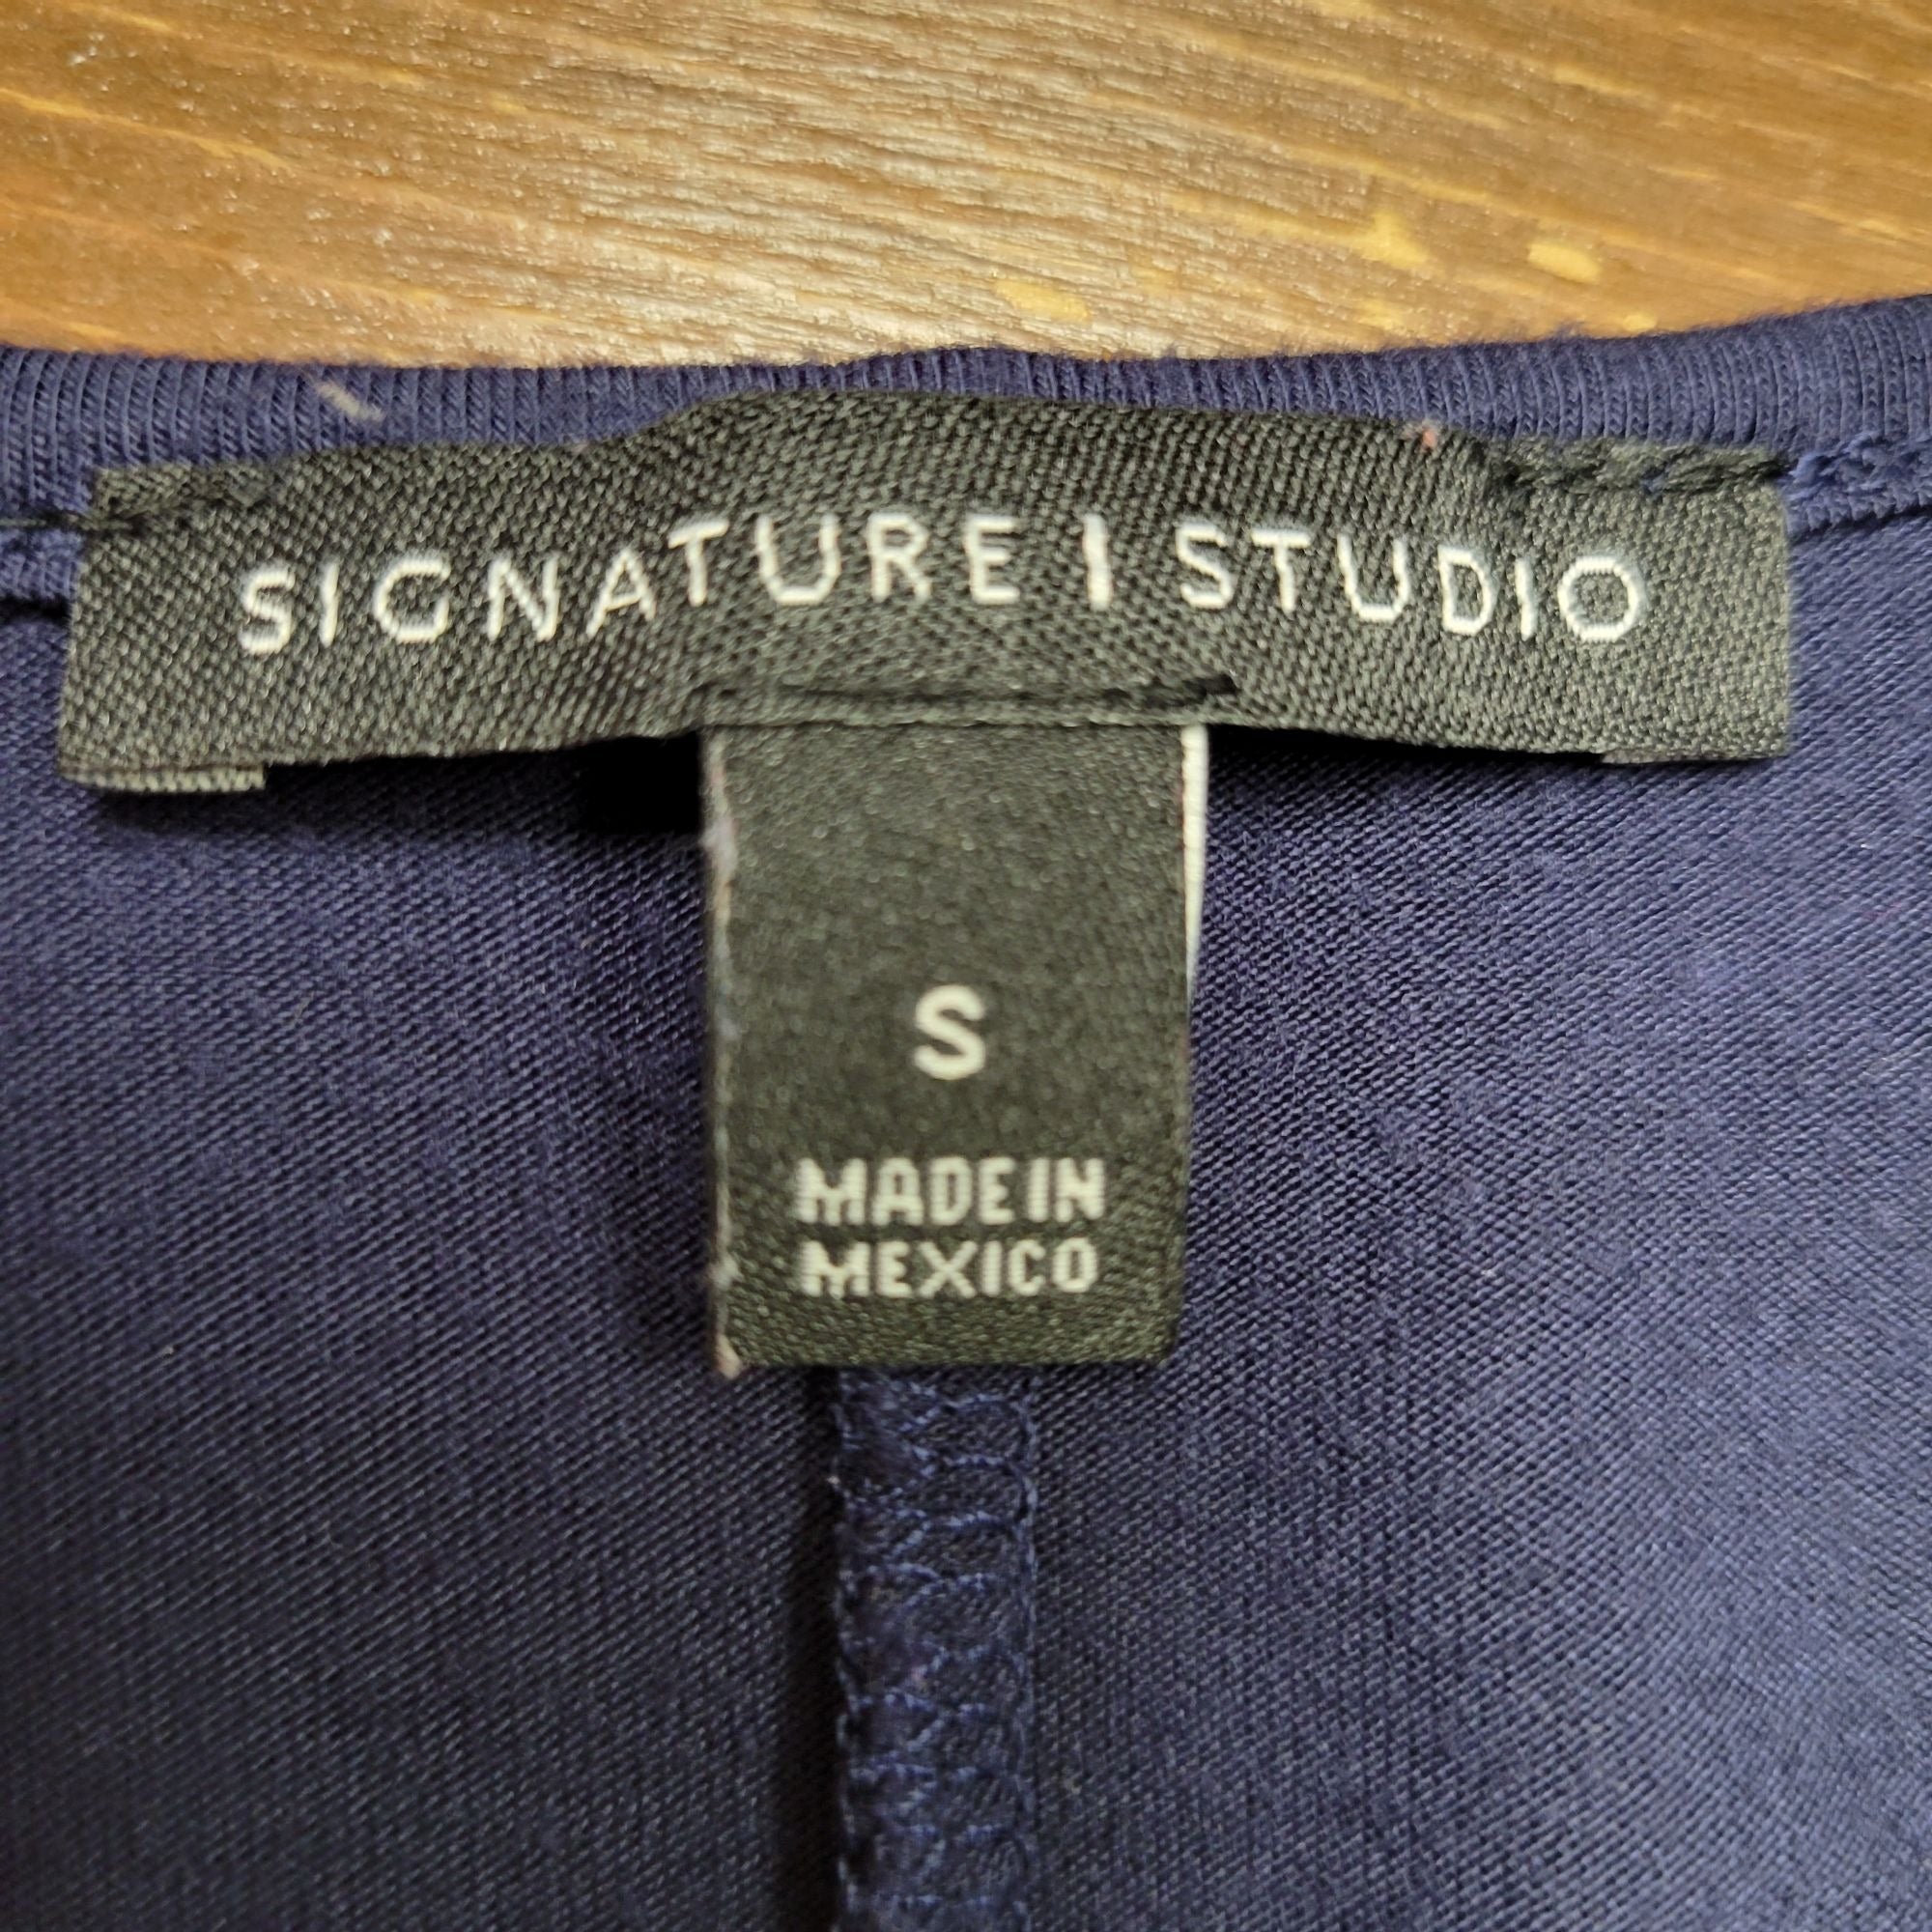 SIGNATURE | STUDIO
S
MADE IN
MEXICO